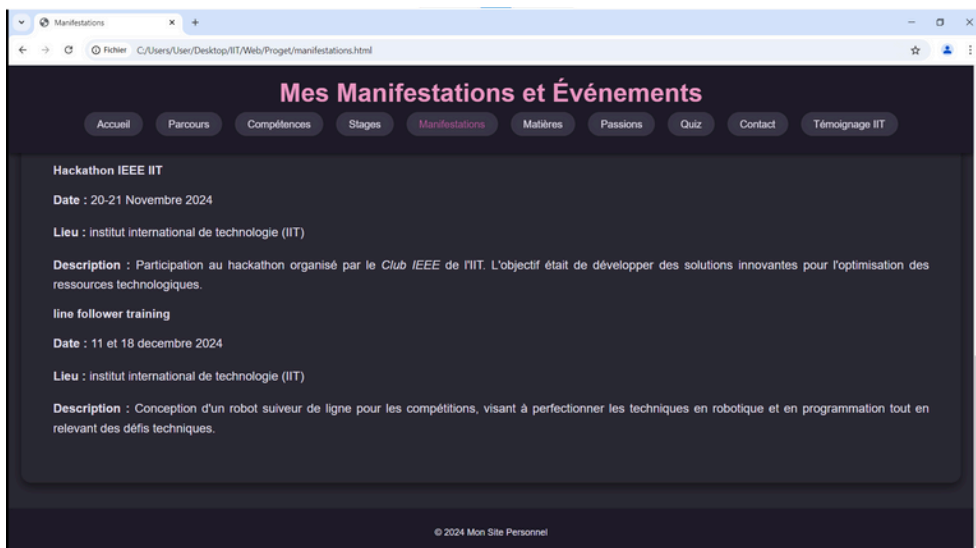 Manifestations
Fichier C:/Users/User/Desktop/IIT/Web/Proget/manifestations.html
Mes Manifestations et Événements
Accueil Parcours Compétences Stages Manifestations Matières Passions Quiz Contact Témoignage IIT
Hackathon IEEE IIT
Date : 20-21 Novembre 2024
Lieu : institut international de technologie (IIT)
Description : Participation au hackathon organisé par le Club IEEE de l'IIT. L'objectif était de développer des solutions innovantes pour l'optimisation des
ressources technologiques.
line follower training
Date : 11 et 18 decembre 2024
Lieu : institut international de technologie (IIT)
Description : Conception d'un robot suiveur de ligne pour les compétitions, visant à perfectionner les techniques en robotique et en programmation tout en
relevant des défis techniques.
© 2024 Mon Site Personnel